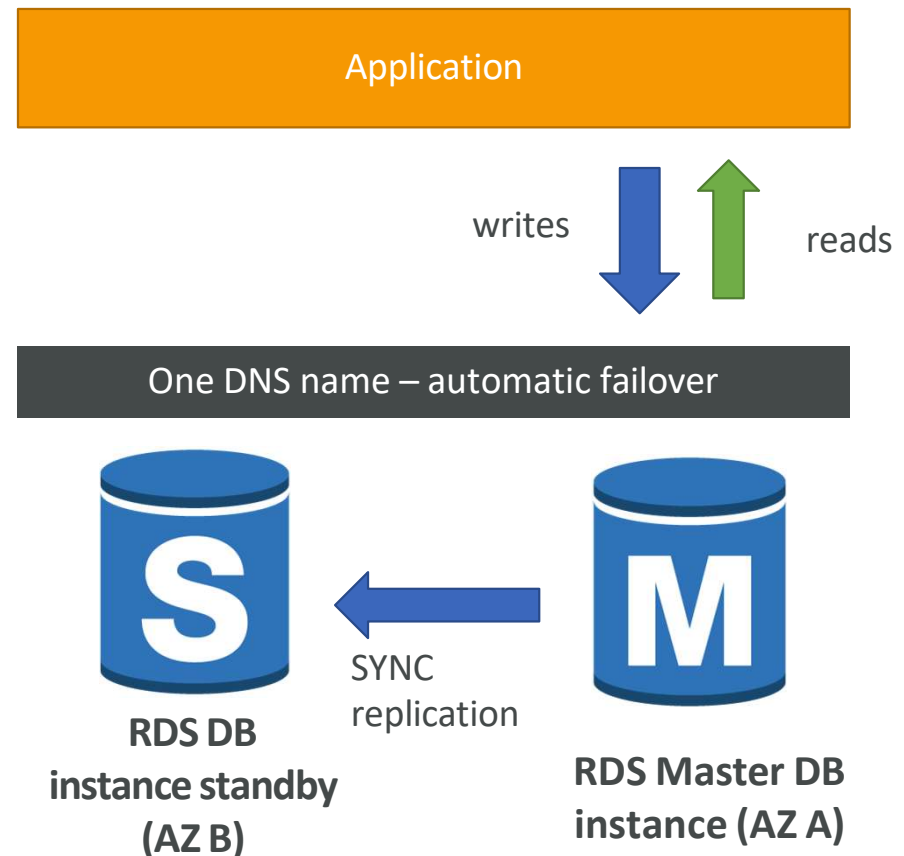 Application
writes
reads
One DNS name – automatic failover
S
M
SYNC
replication
RDS DB
instance standby
(AZ B)
RDS Master DB
instance (AZ A)